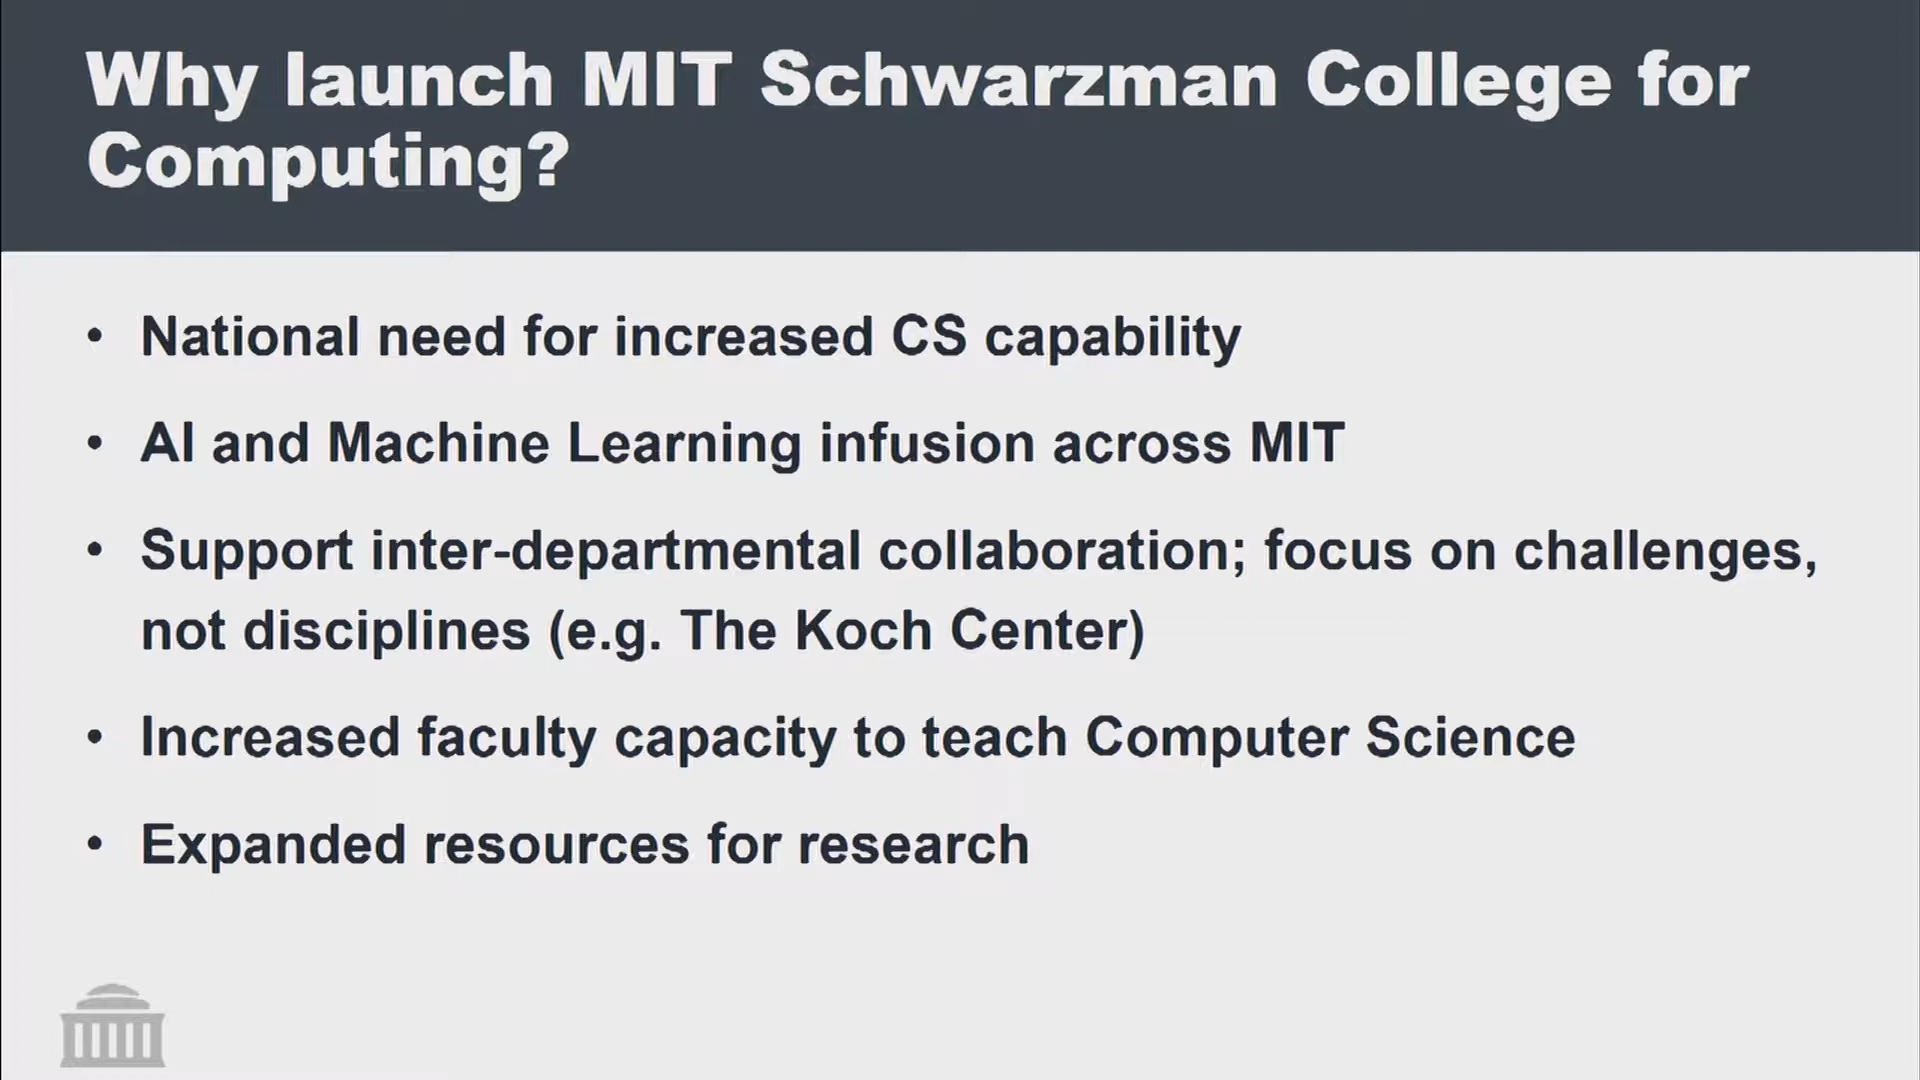 Why launch MIT Schwarzman College for
Computing?
• National need for increased CS capability
• AI and Machine Learning infusion across MIT
• Support inter-departmental collaboration; focus on challenges,
not disciplines (e.g. The Koch Center)
• Increased faculty capacity to teach Computer Science
• Expanded resources for research